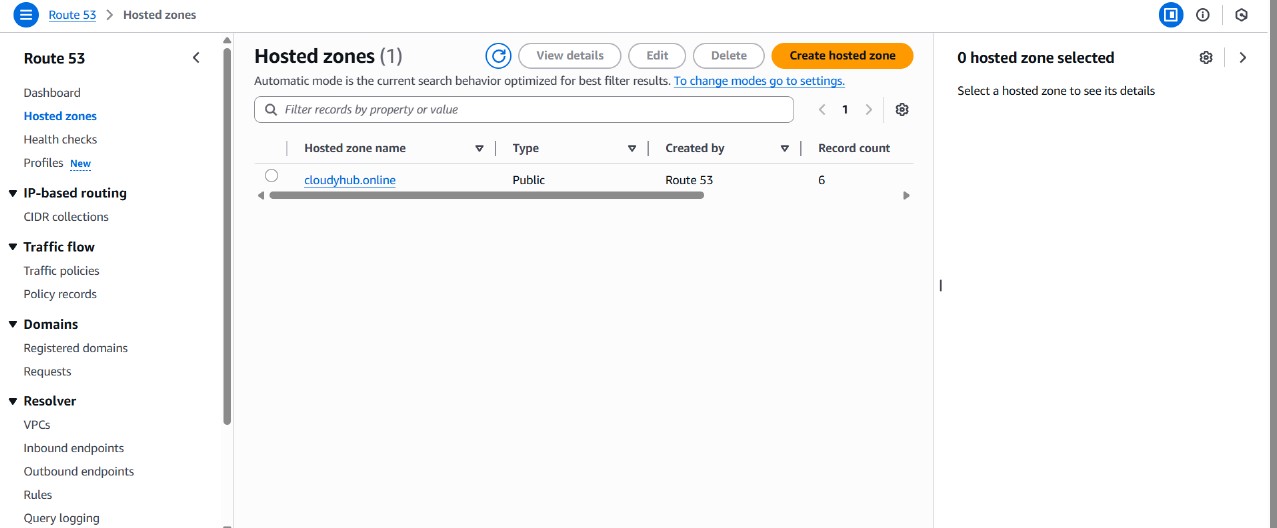 Route 53 > Hosted zones
Route 53
Dashboard
Hosted zones
Health checks
Profiles New
IP-based routing
CIDR collections
Traffic flow
Traffic policies
Policy records
Domains
Registered domains
Requests
Resolver
VPCs
Inbound endpoints
Outbound endpoints
Rules
Query logging
Hosted zones (1)
View details
Edit
Delete
Create hosted zone
Automatic mode is the current search behavior optimized for best filter results. To change modes go to settings.
Filter records by property or value
1
Hosted zone name Type Created by Record count
cloudyhub.online Public Route 53 6
0 hosted zone selected
Select a hosted zone to see its details